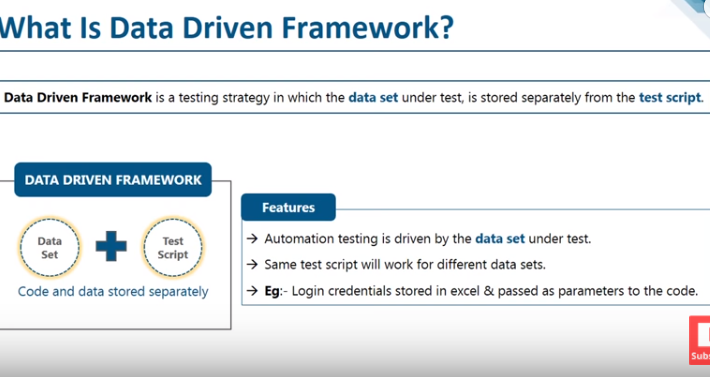 What Is Data Driven Framework?
Data Driven Framework is a testing strategy in which the data set under test, is stored separately from the test script.
DATA DRIVEN FRAMEWORK
Data
Set
Test
Script
Code and data stored separately
Features
→ Automation testing is driven by the data set under test.
→ Same test script will work for different data sets.
→ Eg:- Login credentials stored in excel & passed as parameters to the code.
Subs